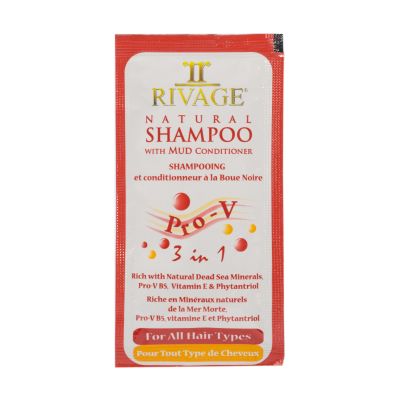 RIVAGE®
NATURAL
SHAMPOO
WITH MUD CONDITIONER
SHAMPOOING
et conditionneur à la Boue Noire
Pro-V
3 in 1
Rich with Natural Dead Sea Minerals,
Pro-V B5, Vitamin E & Phytantriol
Riche en Minéraux naturels
de la Mer Morte,
Pro-V B5, vitamine E et Phytantriol
For All Hair Types
Pour Tout Type de Cheveux